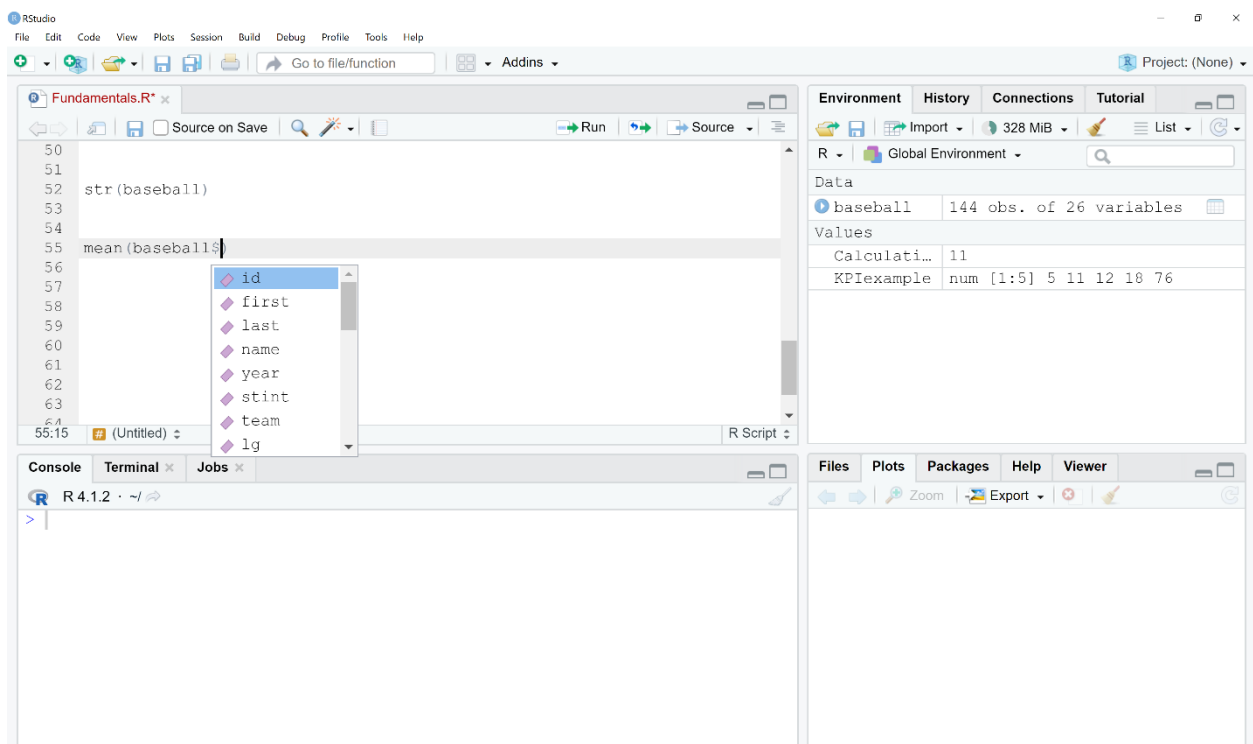 RStudio
File Edit Code View Plots Session Build Debug Profile Tools Help
Go to file/function
Addins
Project: (None)
Fundamentals.R*
Source on Save
Run
Source
50
51
52 str(baseball)
53
54
55 mean(baseball$)
56
57
58
59
60
61
62
63
64
id
first
last
name
year
stint
team
lg
55:15
# (Untitled)
R Script
Console Terminal Jobs
R 4.1.2 · ~/
>
Environment History Connections Tutorial
Import
328 MiB
List
R
Global Environment
Data
baseball 144 obs. of 26 variables
Values
Calculati… 11
KPIexample num [1:5] 5 11 12 18 76
Files Plots Packages Help Viewer
Zoom
Export